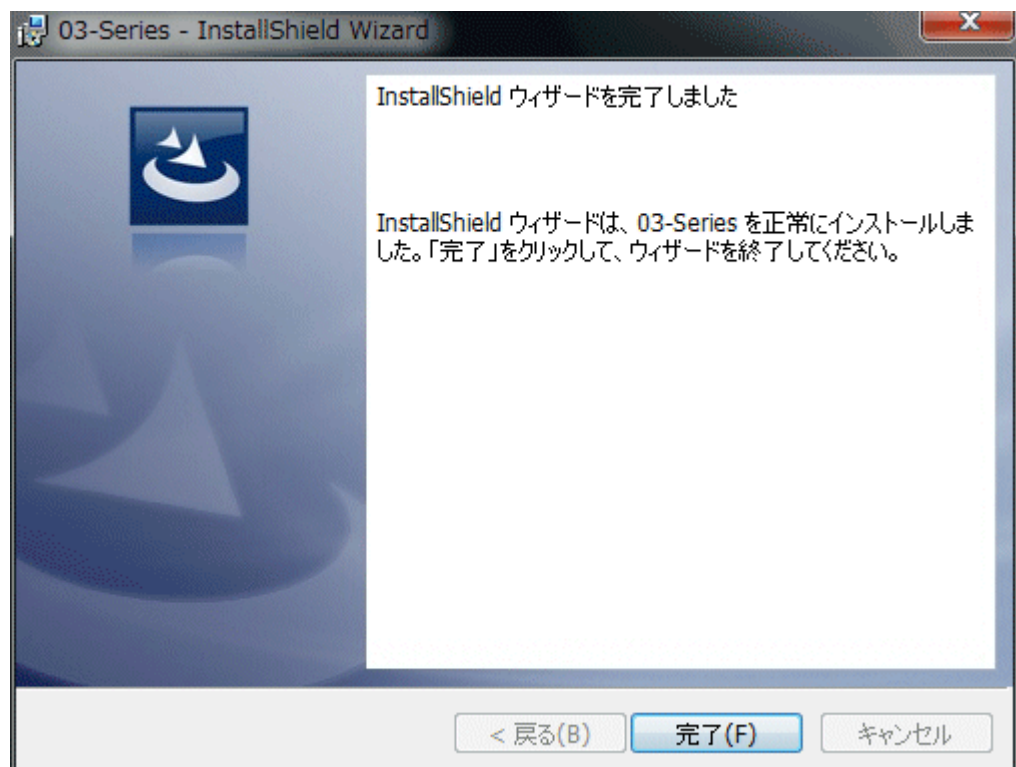 03-Series - InstallShield Wizard
InstallShield ウィザードを完了しました
InstallShield ウィザードは、03-Series を正常にインストールしま
した。「完了」をクリックして、ウィザードを終了してください。
< 戻る(B)
完了(F)
キャンセル